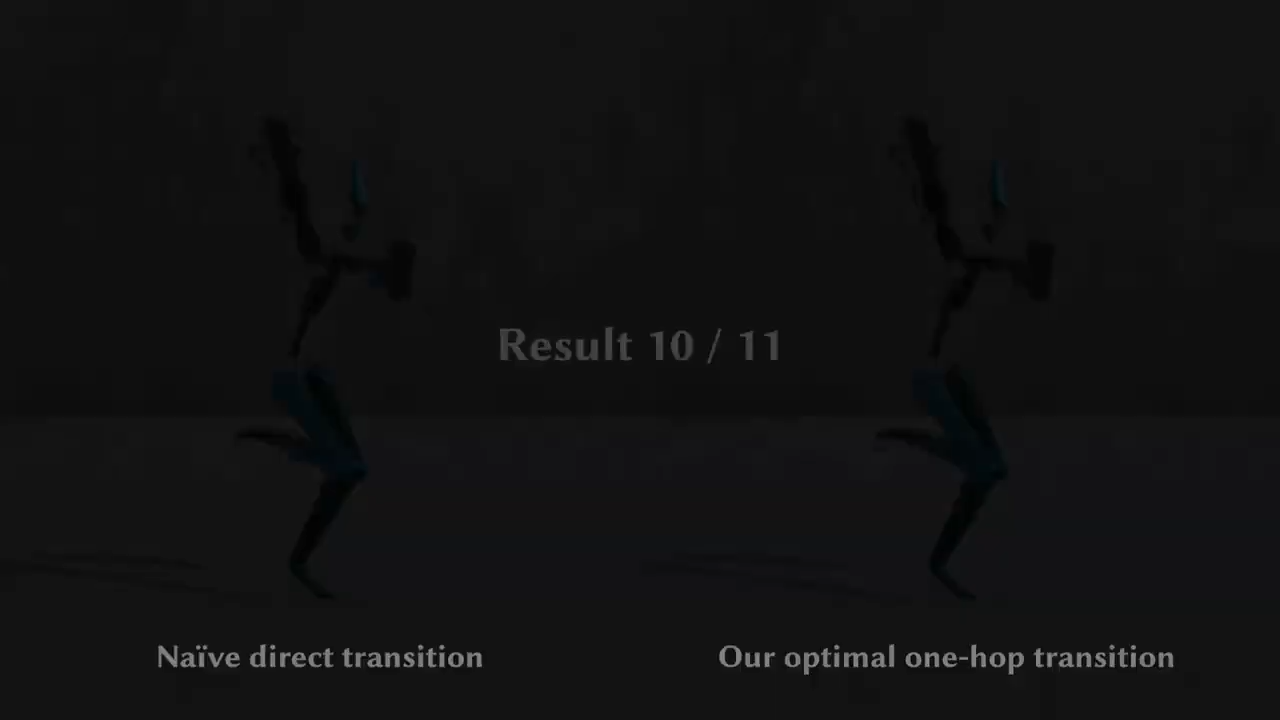 Result 10 / 11
Naïve direct transition
Our optimal one-hop transition